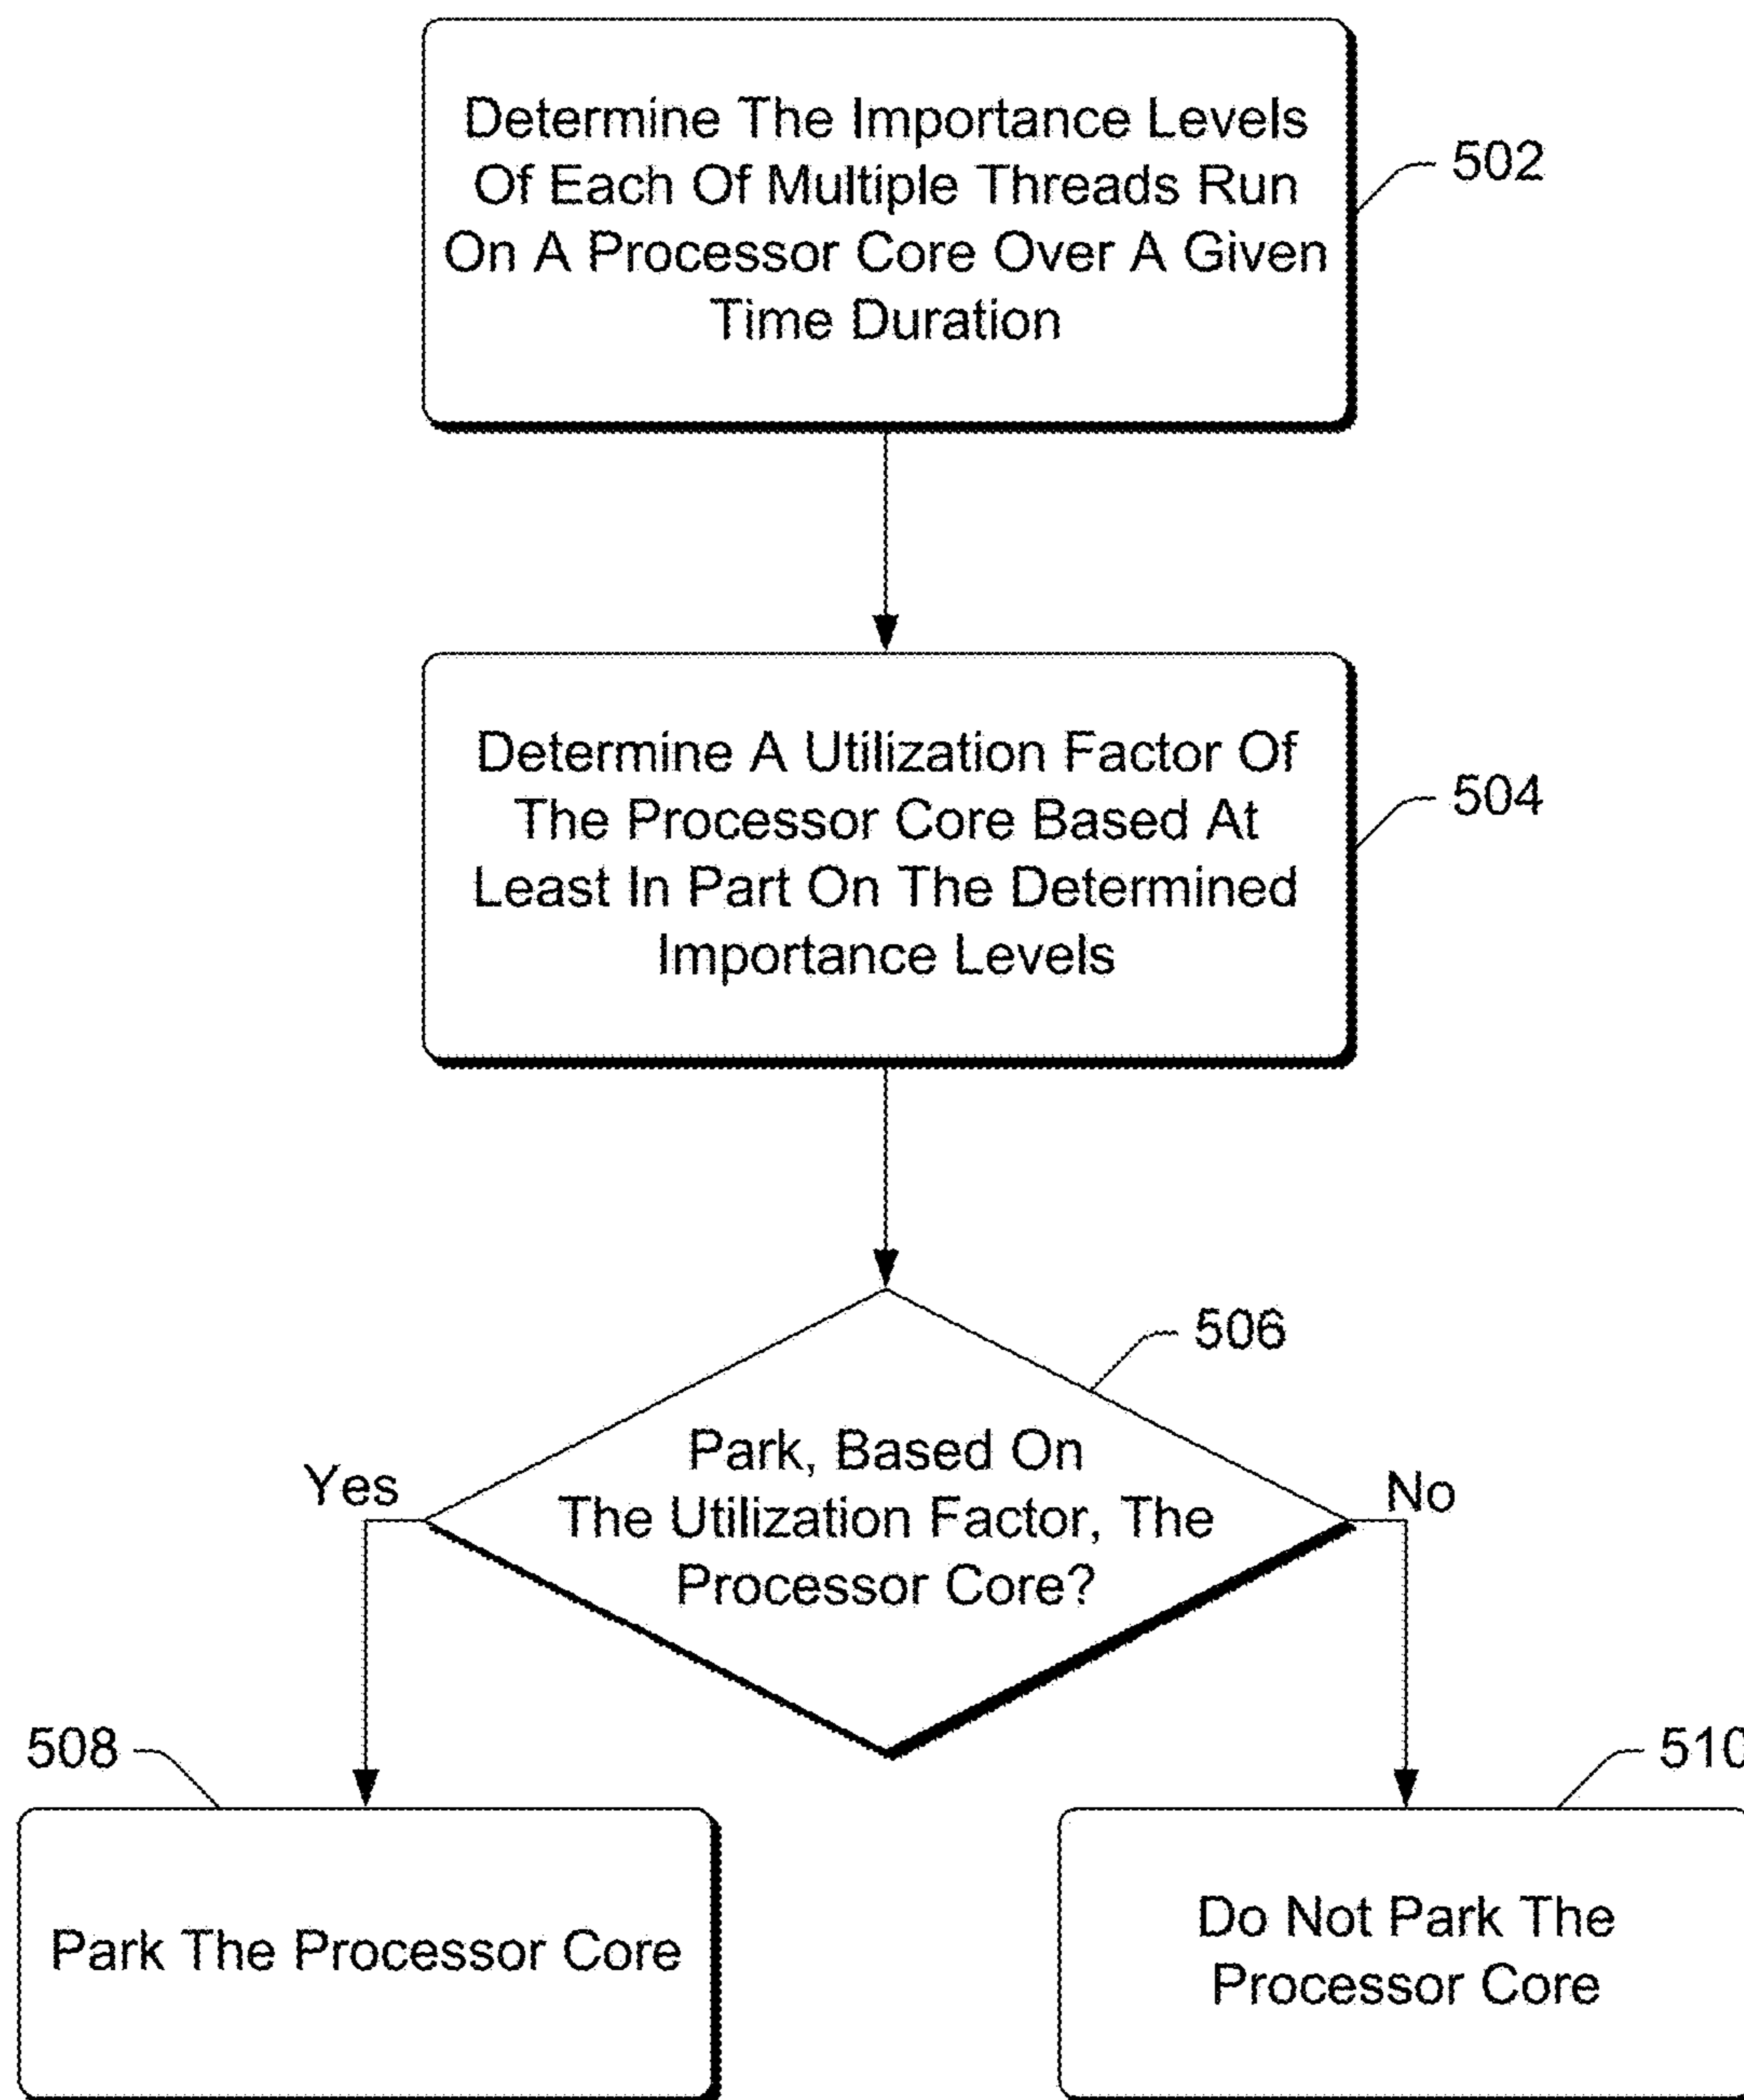 Determine The Importance Levels
Of Each Of Multiple Threads Run
On A Processor Core Over A Given
Time Duration
502
Determine A Utilization Factor Of
The Processor Core Based At
Least In Part On The Determined
Importance Levels
504
506
Park, Based On
The Utilization Factor, The
Processor Core?
Yes
No
508
510
Park The Processor Core
Do Not Park The
Processor Core